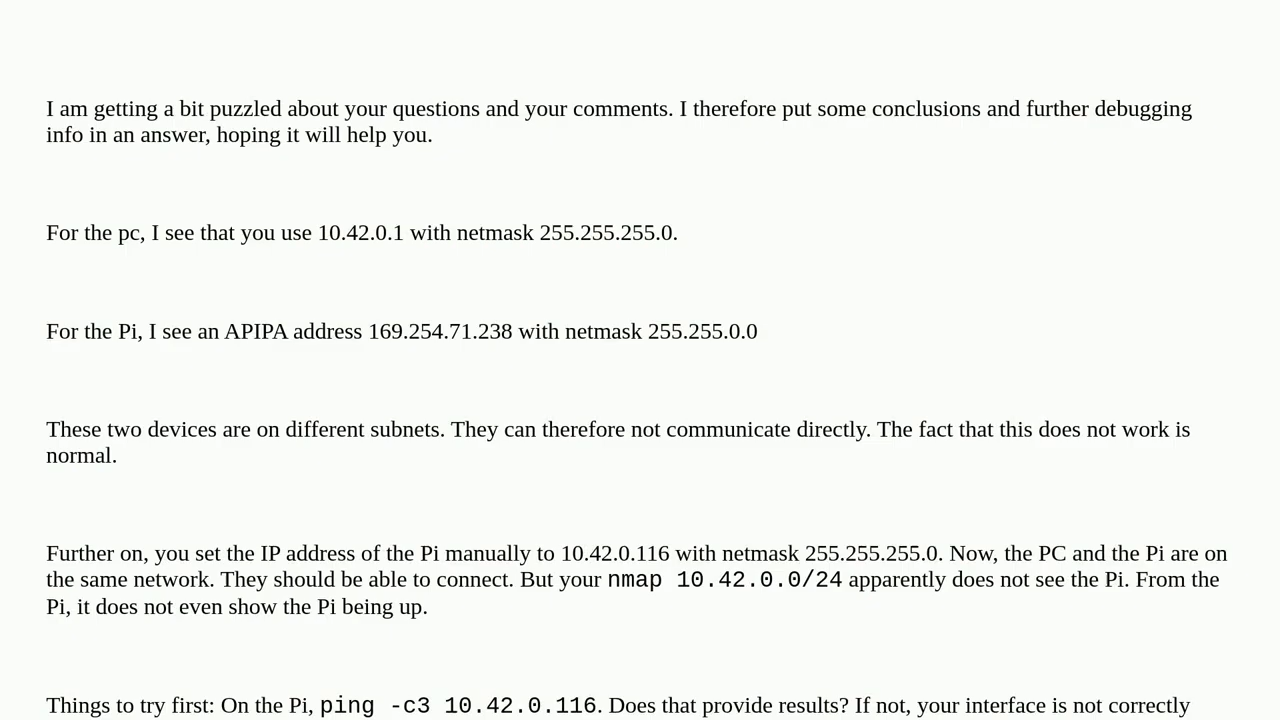 I am getting a bit puzzled about your questions and your comments. I therefore put some conclusions and further debugging
info in an answer, hoping it will help you.
For the pc, I see that you use 10.42.0.1 with netmask 255.255.255.0.
For the Pi, I see an APIPA address 169.254.71.238 with netmask 255.255.0.0
These two devices are on different subnets. They can therefore not communicate directly. The fact that this does not work is
normal.
Further on, you set the IP address of the Pi manually to 10.42.0.116 with netmask 255.255.255.0. Now, the PC and the Pi are on
the same network. They should be able to connect. But your nmap 10.42.0.0/24 apparently does not see the Pi. From the
Pi, it does not even show the Pi being up.
Things to try first: On the Pi, ping -c3 10.42.0.116. Does that provide results? If not, your interface is not correctly